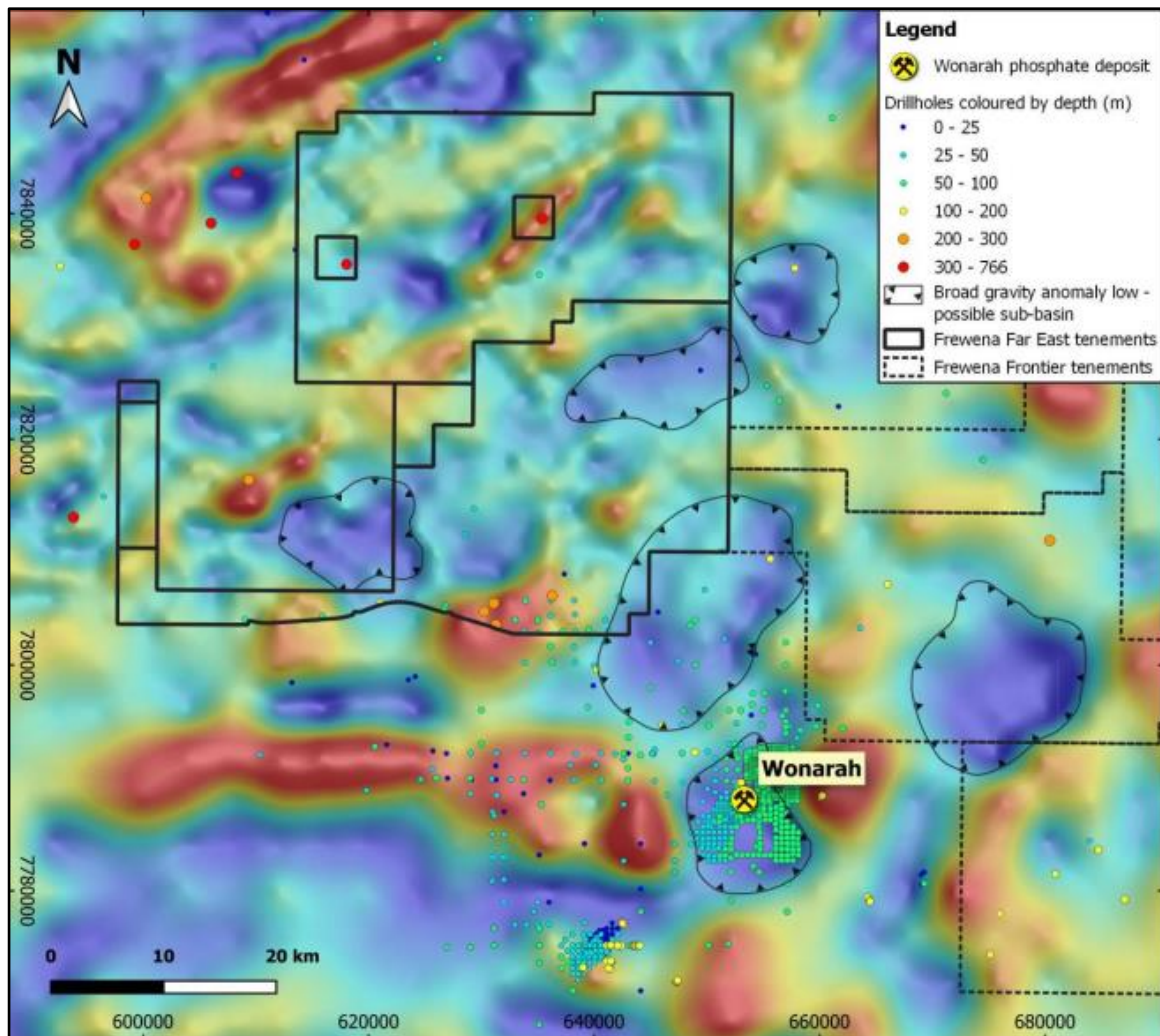 Legend
Wonarah phosphate deposit
Drillholes coloured by depth (m)
0 - 25
25 - 50
50 - 100
100 - 200
200 - 300
300 - 766
Broad gravity anomaly low -
possible sub-basin
Frewena Far East tenements
Frewena Frontier tenements
N
7840000
7820000
7800000
7780000
Wonarah
0 10 20 km
600000 620000 640000 660000 680000